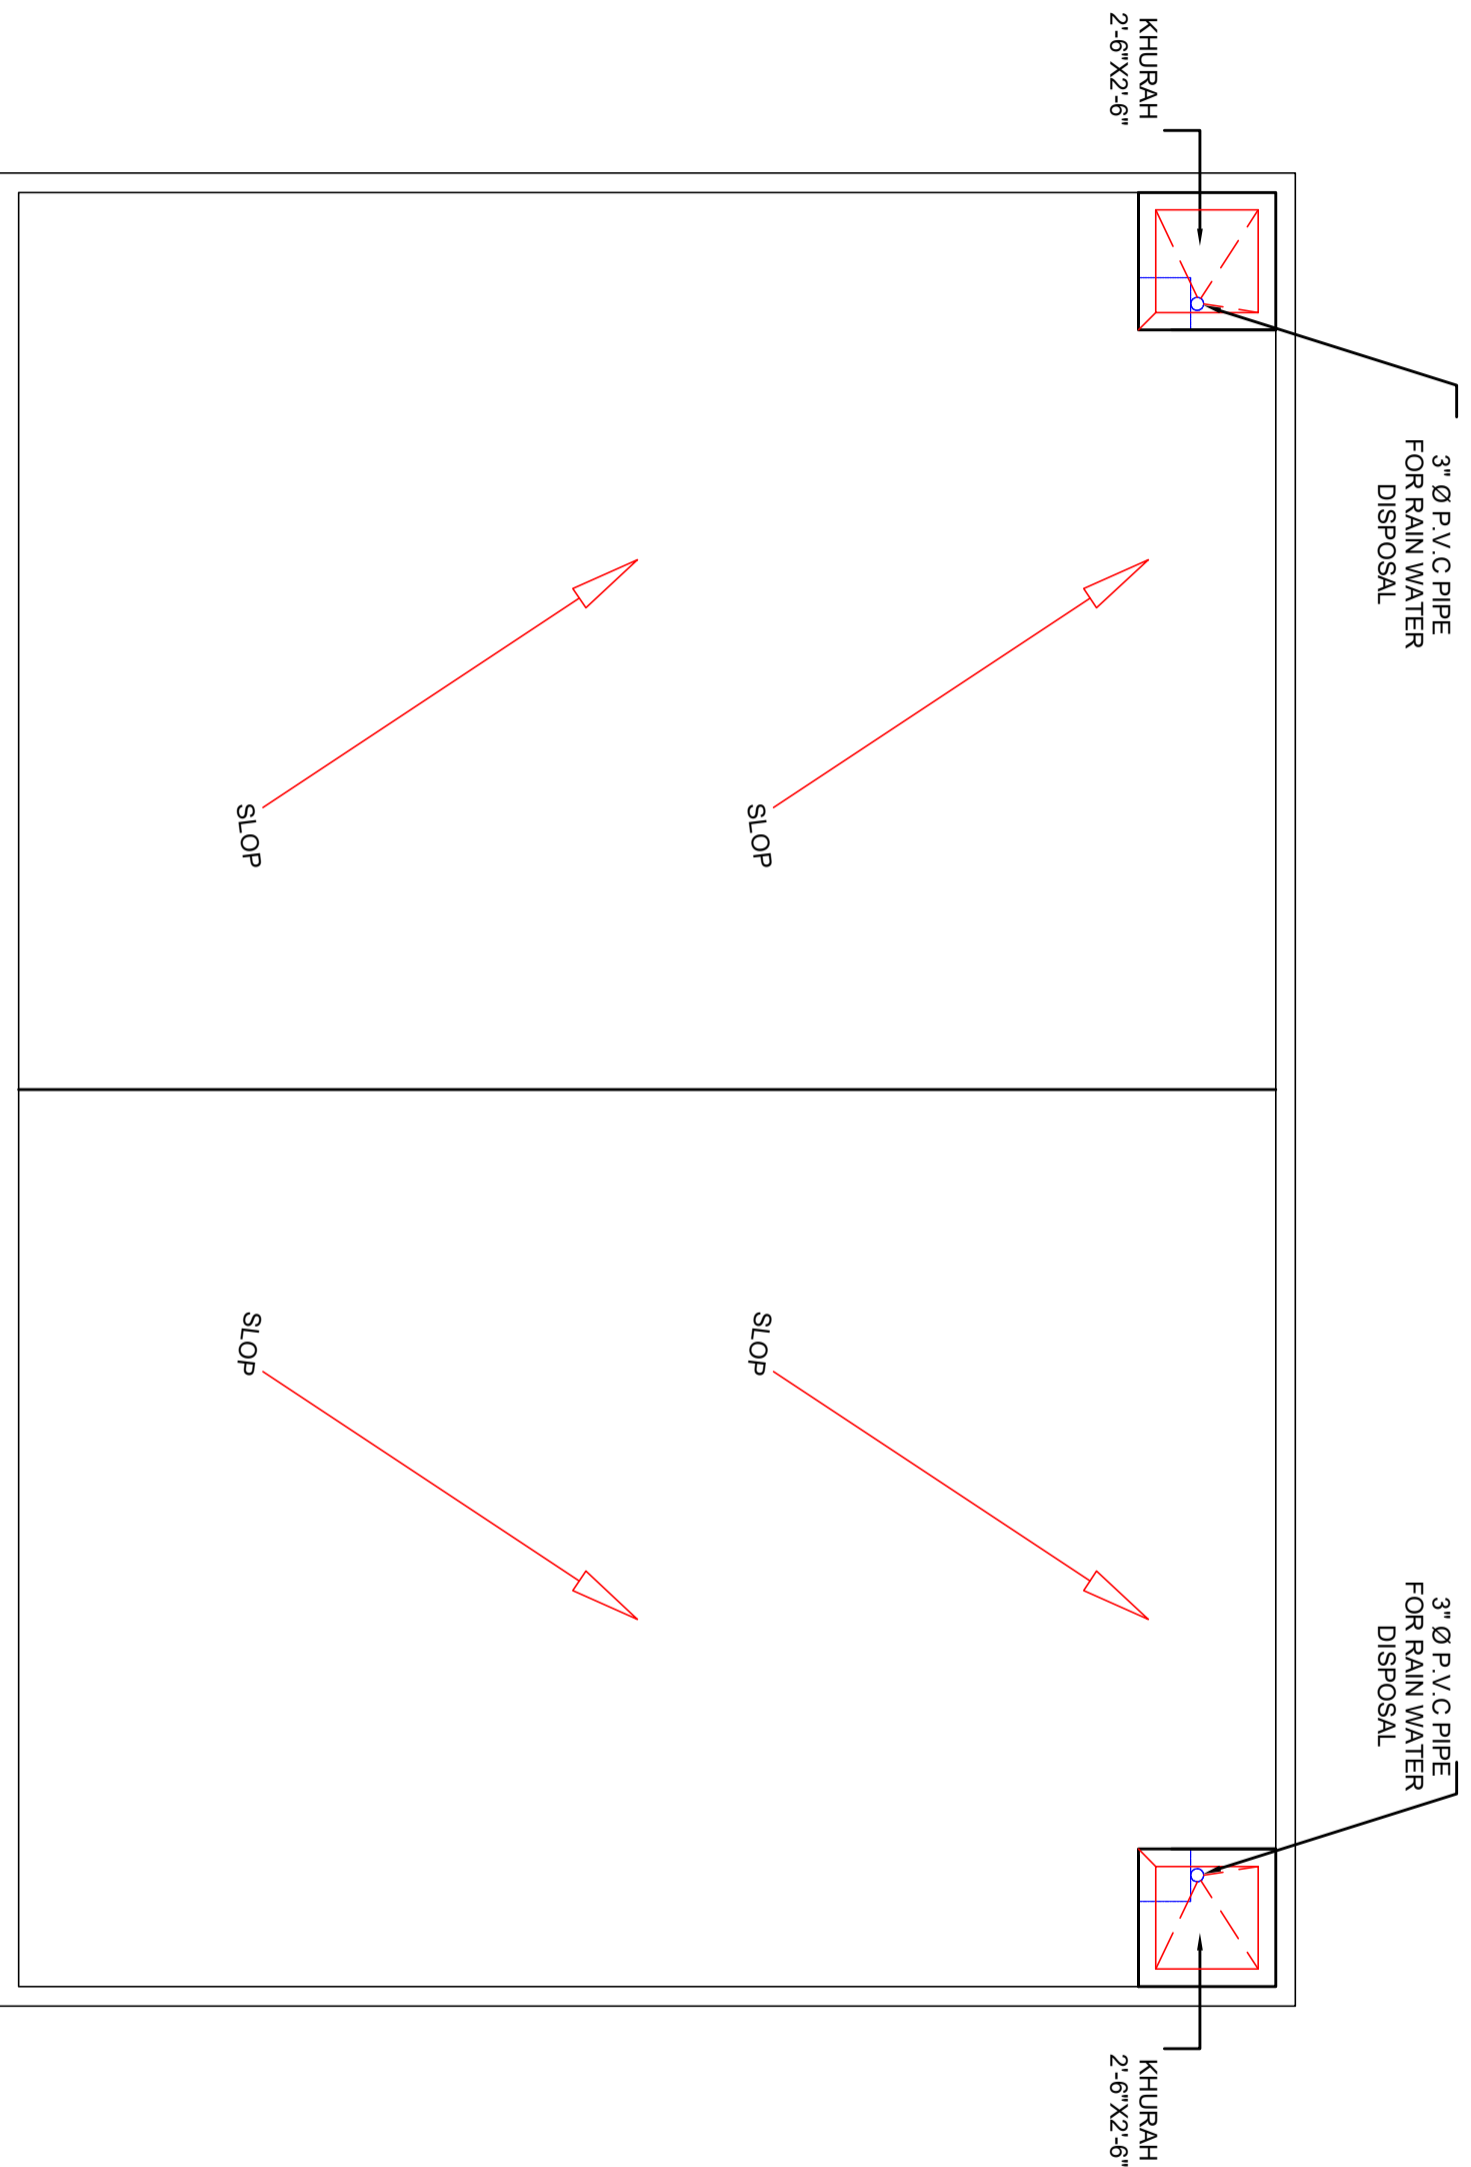 3" Ø P.V.C PIPE
FOR RAIN WATER
DISPOSAL
3" Ø P.V.C PIPE
FOR RAIN WATER
DISPOSAL
KHURAH
2'-6"X2'-6"
KHURAH
2'-6"X2'-6"
SLOP
SLOP
SLOP
SLOP